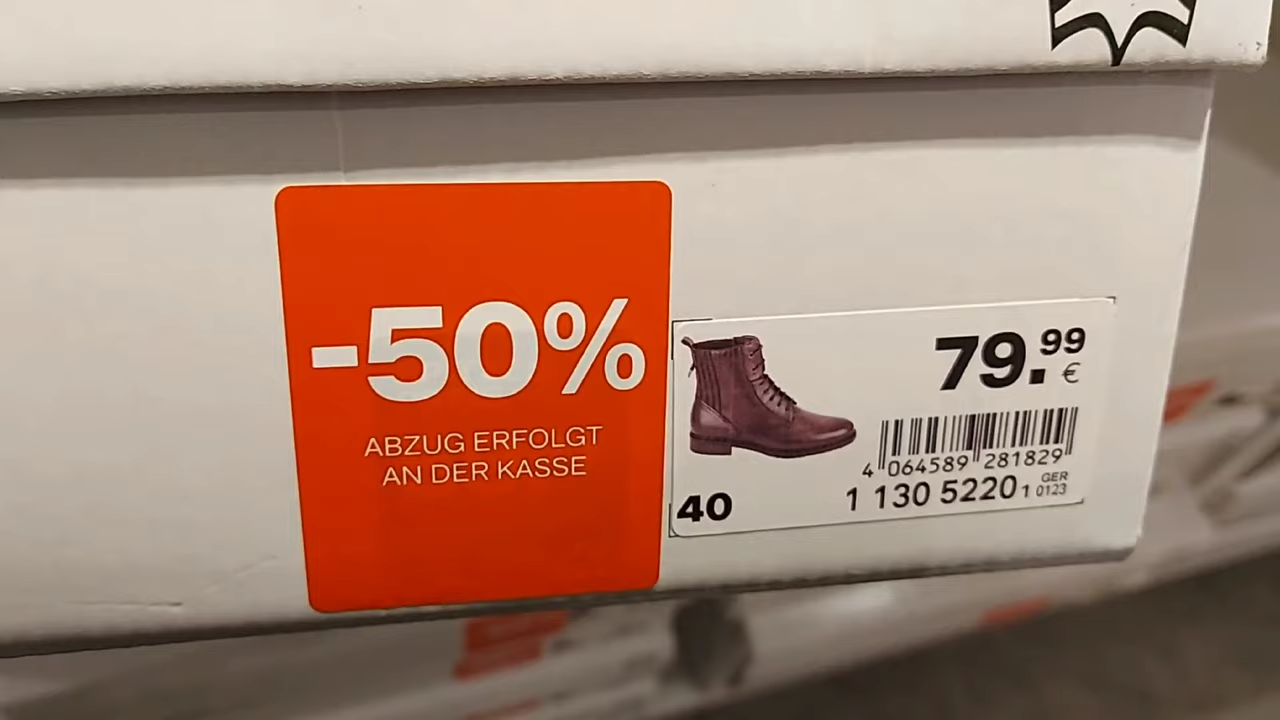 -50%
ABZUG ERFOLGT
AN DER KASSE
79.99
€
4 064589 281829
40
1 130 5220 1 GER 0123